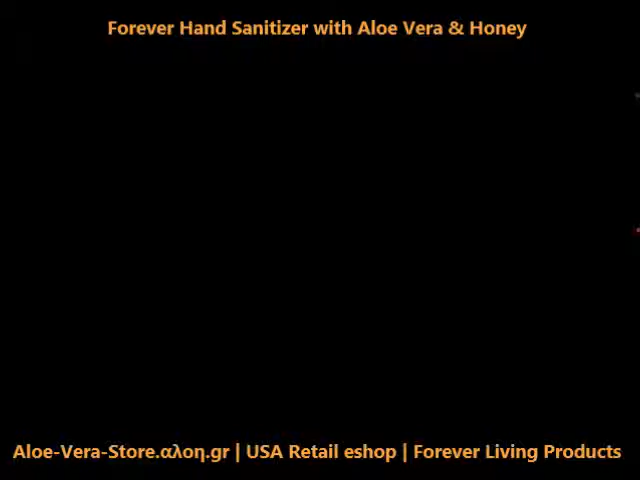 Forever Hand Sanitizer with Aloe Vera & Honey
Aloe-Vera-Store.αλοη.gr | USA Retail eshop | Forever Living Products